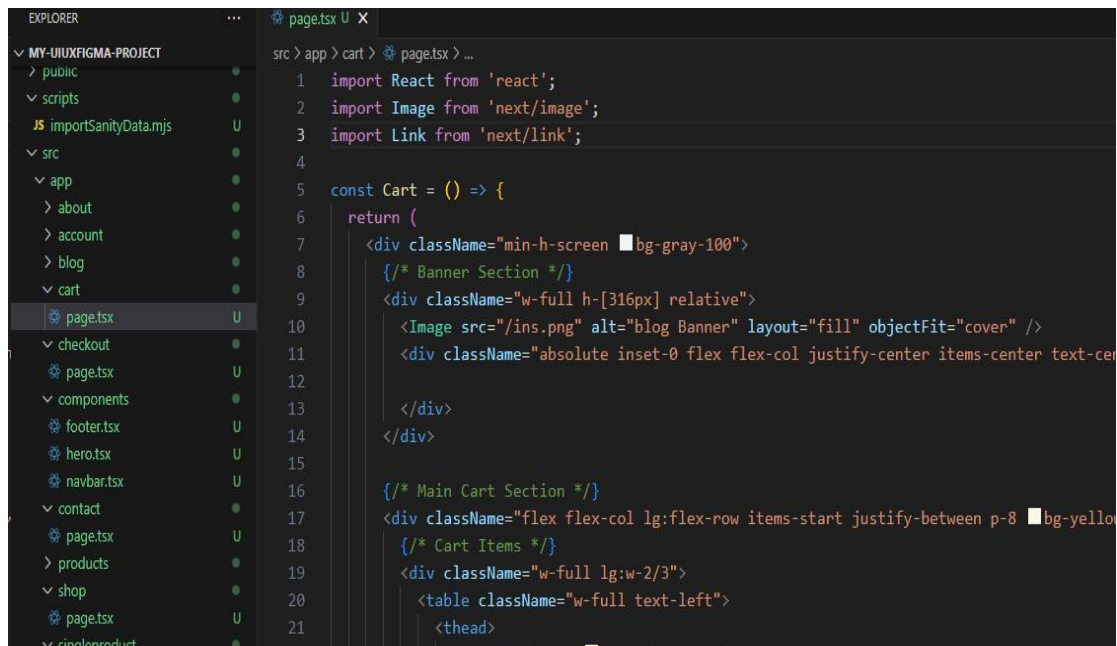 EXPLORER
...
MY-UIUXFIGMA-PROJECT
public
scripts
JS importSanityData.mjs U
src
app
about
account
blog
cart
page.tsx U
checkout
page.tsx U
components
footer.tsx U
hero.tsx U
navbar.tsx U
contact
page.tsx U
products
shop
page.tsx U
singleproduct
page.tsx U X
src > app > cart > page.tsx > ...
1 import React from 'react';
2 import Image from 'next/image';
3 import Link from 'next/link';
4
5 const Cart = () => {
6 return (
7 <div className="min-h-screen bg-gray-100">
8 {/* Banner Section */}
9 <div className="w-full h-[316px] relative">
10 <Image src="/ins.png" alt="blog Banner" layout="fill" objectFit="cover" />
11 <div className="absolute inset-0 flex flex-col justify-center items-center text-cen
12
13 </div>
14 </div>
15
16 {/* Main Cart Section */}
17 <div className="flex flex-col lg:flex-row items-start justify-between p-8 bg-yellow
18 {/* Cart Items */}
19 <div className="w-full lg:w-2/3">
20 <table className="w-full text-left">
21 <thead>